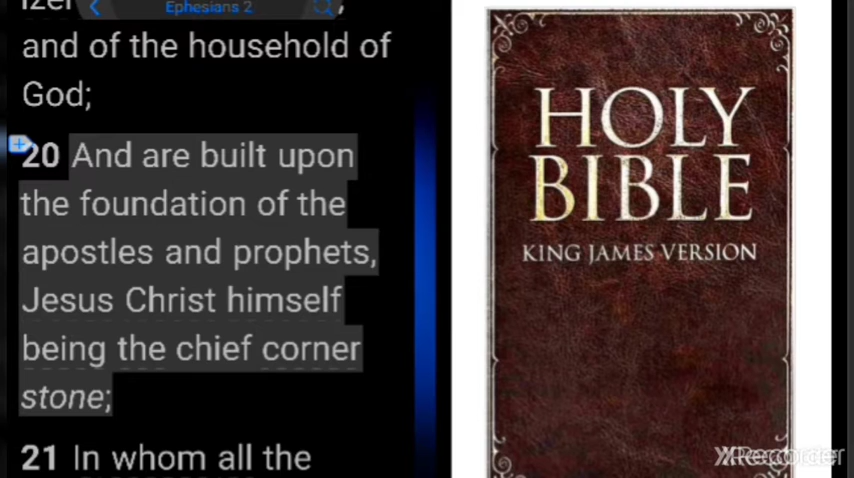 Ephesians 2
and of the household of
God;
20 And are built upon
the foundation of the
apostles and prophets,
Jesus Christ himself
being the chief corner
stone;
21 In whom all the
HOLY
BIBLE
KING JAMES VERSION